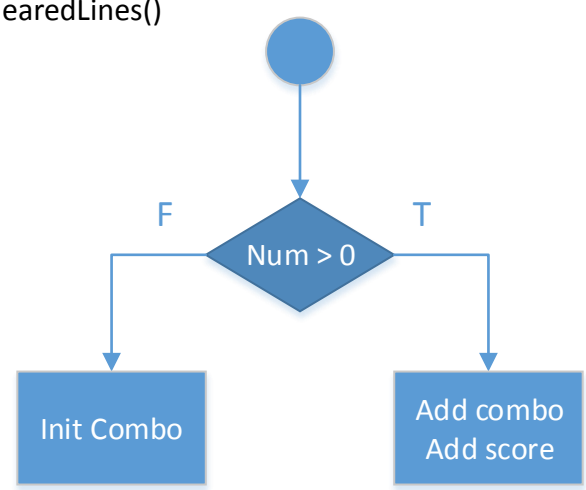 earedLines()
F
T
Num > 0
Init Combo
Add combo
Add score